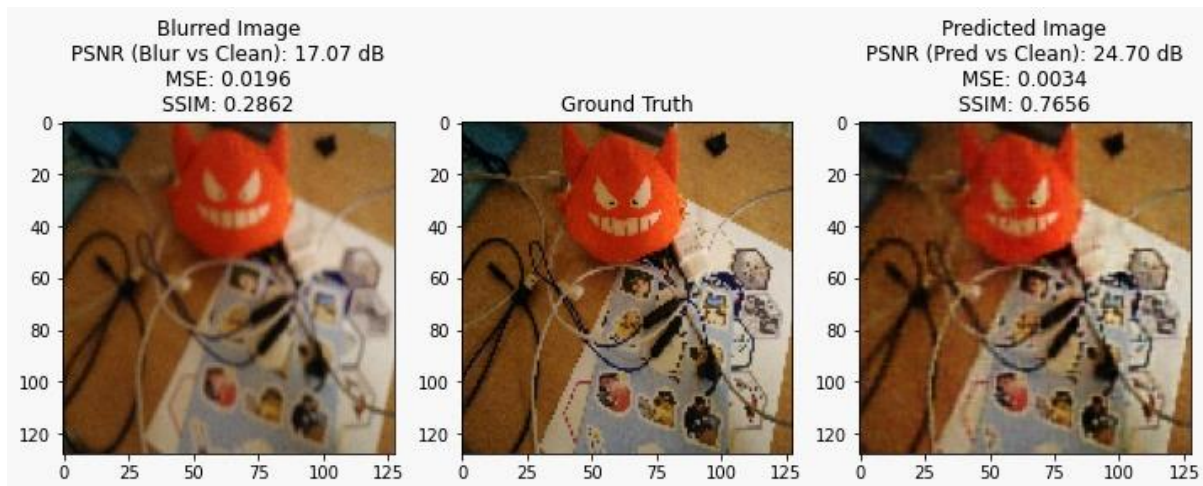 Blurred Image
PSNR (Blur vs Clean): 17.07 dB
MSE: 0.0196
SSIM: 0.2862
Ground Truth
Predicted Image
PSNR (Pred vs Clean): 24.70 dB
MSE: 0.0034
SSIM: 0.7656
0
20
40
60
80
100
120
0 25 50 75 100 125
0
20
40
60
80
100
120
0 25 50 75 100 125
0
20
40
60
80
100
120
0 25 50 75 100 125